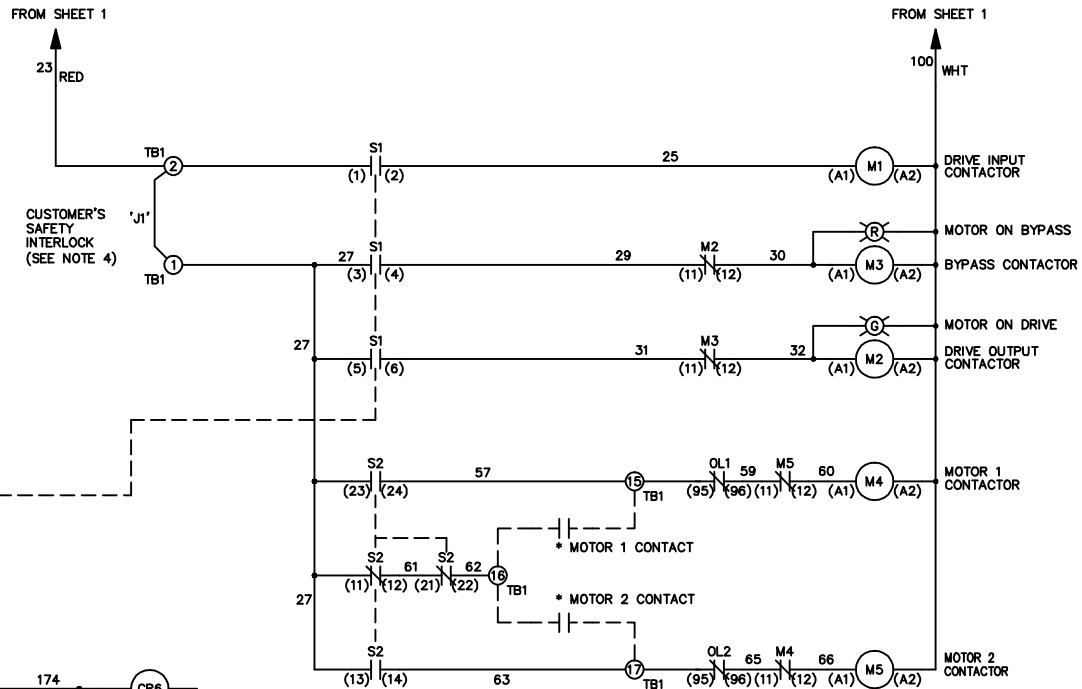 FROM SHEET 1
FROM SHEET 1
23 RED
100 WHT
TB1
2
S1
(1) (2)
25
M1
(A1) (A2)
DRIVE INPUT
CONTACTOR
CUSTOMER'S
SAFETY
INTERLOCK
(SEE NOTE 4)
'J1'
R
MOTOR ON BYPASS
1
TB1
27
S1
(3) (4)
29
M2
(11) (12)
30
M3
(A1) (A2)
BYPASS CONTACTOR
G
MOTOR ON DRIVE
27
S1
(5) (6)
31
M3
(11) (12)
32
M2
(A1) (A2)
DRIVE OUTPUT
CONTACTOR
S2
(23) (24)
57
15
TB1
OL1
(95) (96)
59
M5
(11) (12)
60
M4
(A1) (A2)
MOTOR 1
CONTACTOR
* MOTOR 1 CONTACT
S2
(11) (12)
61
S2
(21) (22)
62
16
TB1
27
* MOTOR 2 CONTACT
S2
(13) (14)
63
17
TB1
OL2
(95) (96)
65
M4
(11) (12)
66
M5
(A1) (A2)
MOTOR 2
CONTACTOR
174
CR6